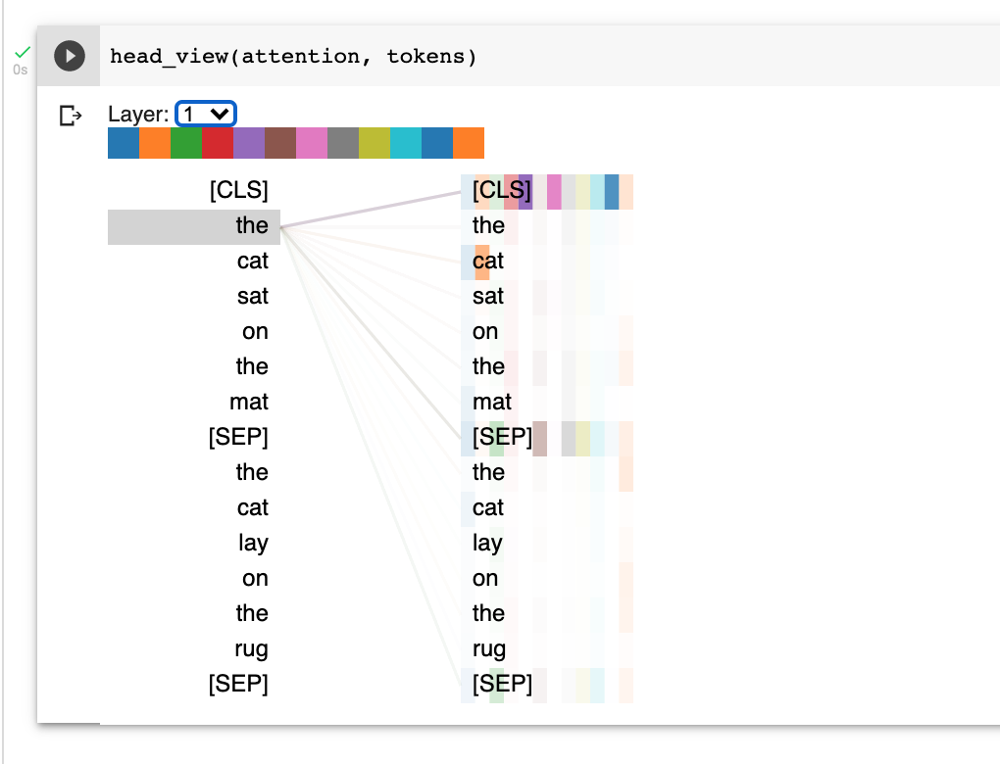 head_view(attention, tokens)
0s
Layer: 1
[CLS] [CLS]
the the
cat cat
sat sat
on on
the the
mat mat
[SEP] [SEP]
the the
cat cat
lay lay
on on
the the
rug rug
[SEP] [SEP]